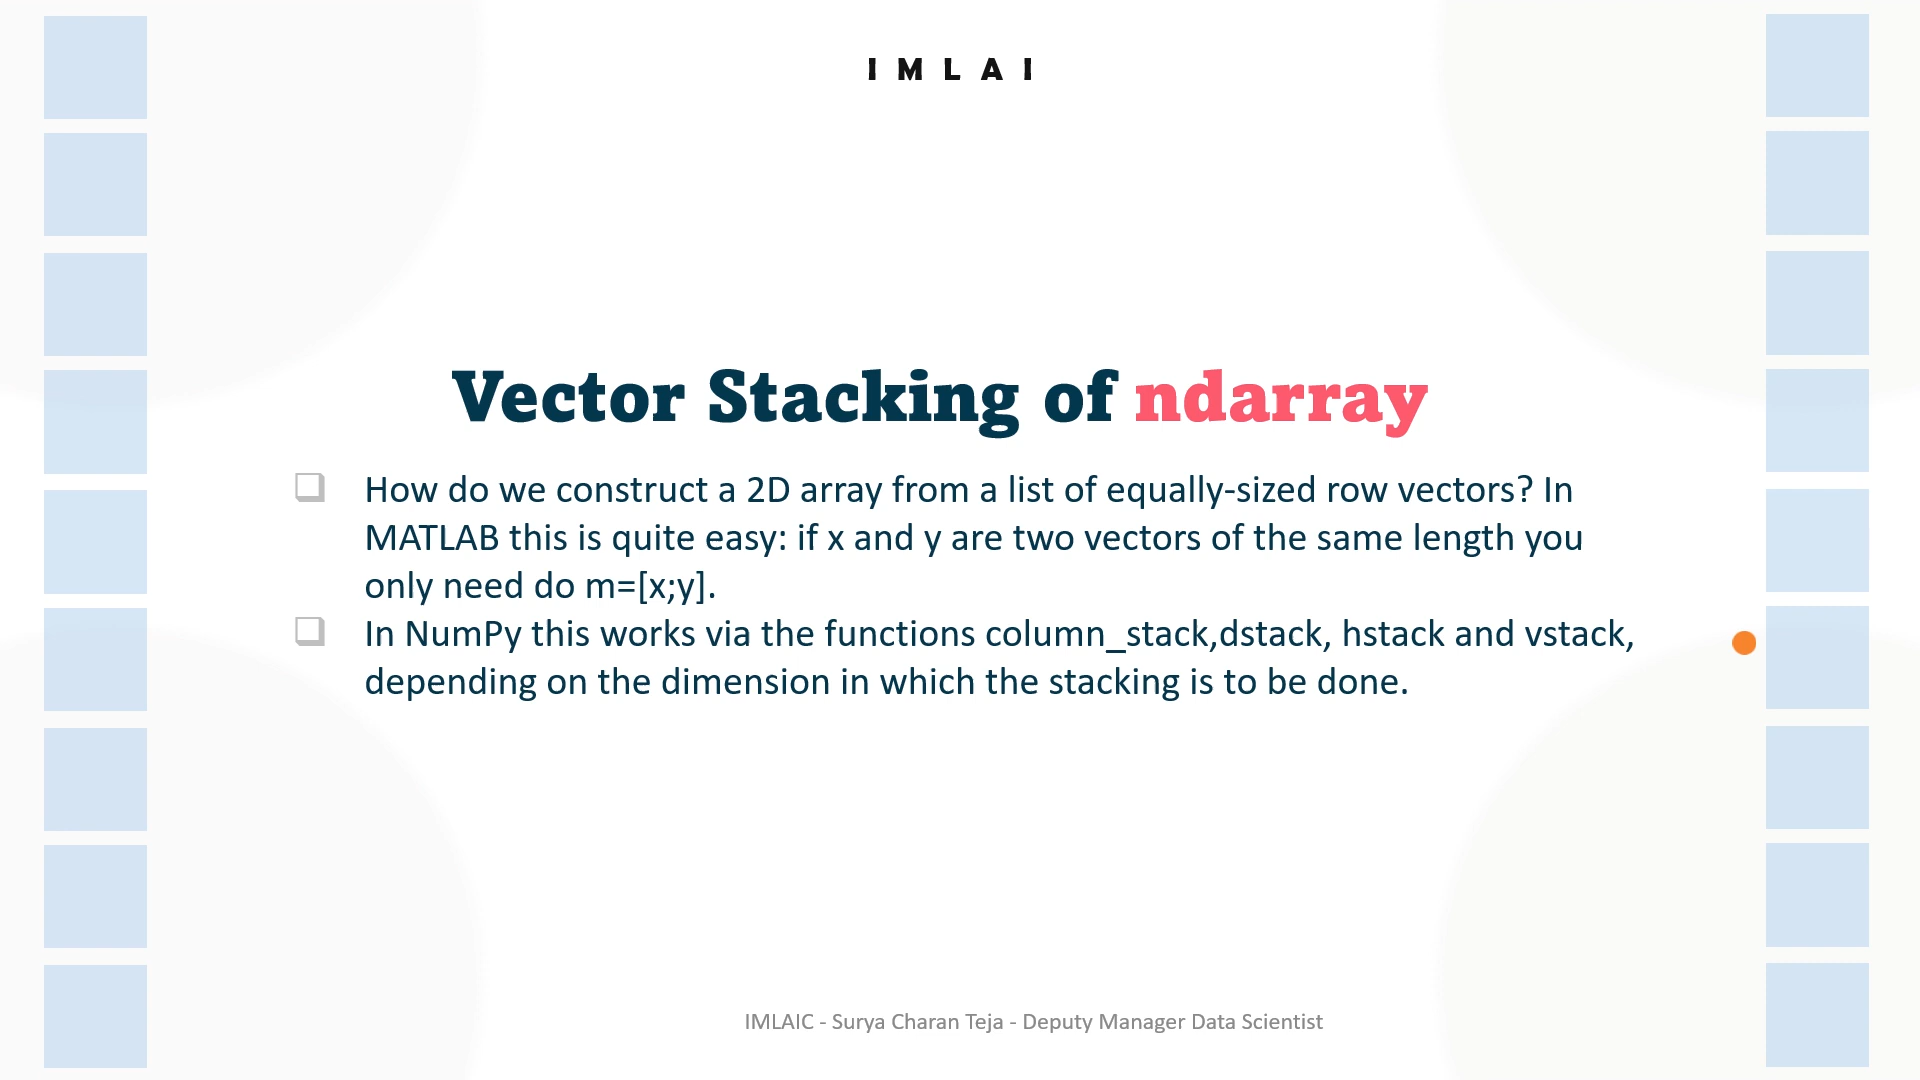 IMLAI
Vector Stacking of ndarray
How do we construct a 2D array from a list of equally-sized row vectors? In
MATLAB this is quite easy: if x and y are two vectors of the same length you
only need do m=[x;y].
In NumPy this works via the functions column_stack,dstack, hstack and vstack,
depending on the dimension in which the stacking is to be done.
IMLAIC - Surya Charan Teja - Deputy Manager Data Scientist